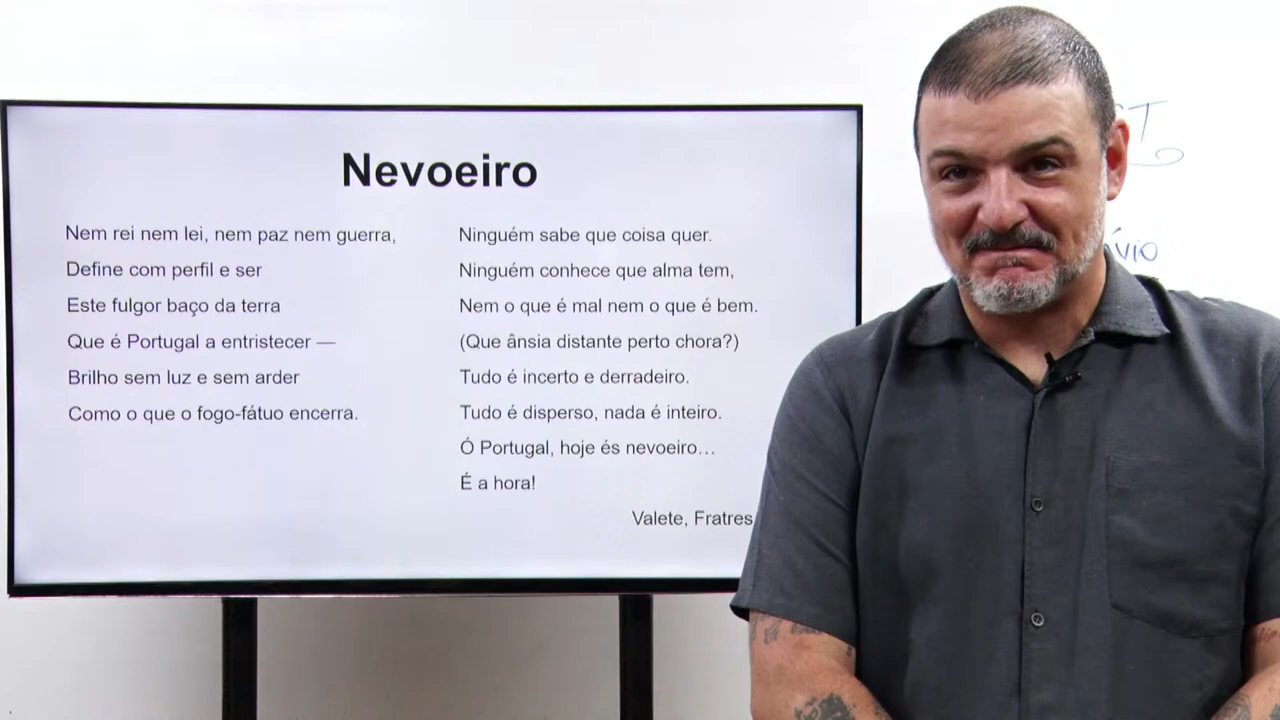 Nevoeiro
Nem rei nem lei, nem paz nem guerra,
Define com perfil e ser
Este fulgor baço da terra
Que é Portugal a entristecer —
Brilho sem luz e sem arder
Como o que o fogo-fátuo encerra.
Ninguém sabe que coisa quer.
Ninguém conhece que alma tem,
Nem o que é mal nem o que é bem.
(Que ânsia distante perto chora?)
Tudo é incerto e derradeiro.
Tudo é disperso, nada é inteiro.
Ó Portugal, hoje és nevoeiro…
É a hora!
Valete, Fratres